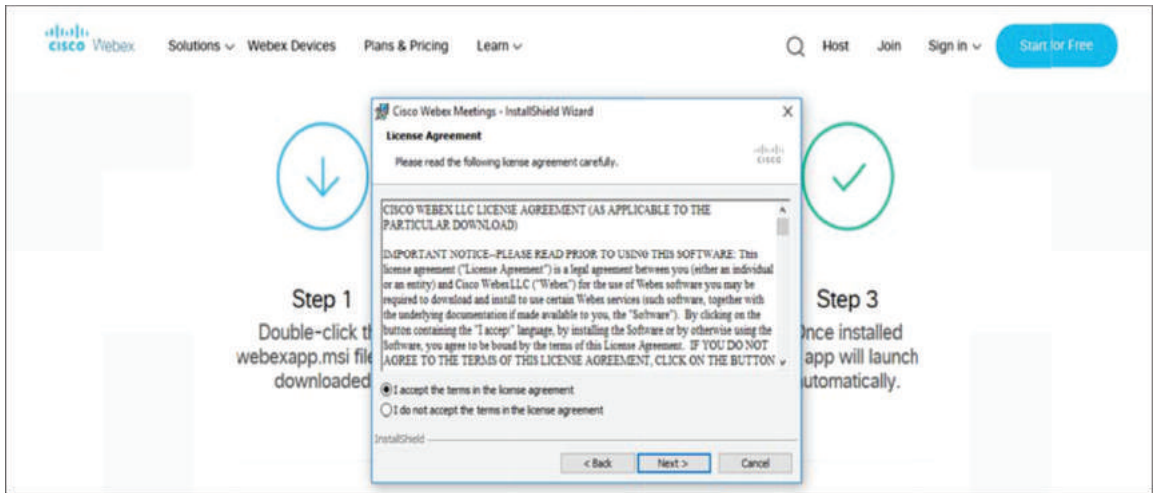 CISCO Webex Solutions Webex Devices Plans & Pricing Learn Host Join Sign in Start for Free
Cisco Webex Meetings - InstallShield Wizard X
License Agreement
Please read the following license agreement carefully.
CISCO
CISCO WEBEX LLC LICENSE AGREEMENT (AS APPLICABLE TO THE
PARTICULAR DOWNLOAD)
IMPORTANT NOTICE--PLEASE READ PRIOR TO USING THIS SOFTWARE: This
license agreement ("License Agreement") is a legal agreement between you (either an individual
or an entity) and Cisco Webex LLC ("Webex") for the use of Webex software you may be
required to download and install to use certain Webex services (such software, together with
the underlying documentation if made available to you, the "Software"). By clicking on the
button containing the "I accept" language, by installing the Software or by otherwise using the
Software, you agree to be bound by the terms of this License Agreement. IF YOU DO NOT
AGREE TO THE TERMS OF THIS LICENSE AGREEMENT, CLICK ON THE BUTTON
I accept the terms in the license agreement
I do not accept the terms in the license agreement
InstallShield
< Back Next > Cancel
Step 1
Double-click th
webexapp.msi file
downloaded
Step 3
Once installed
app will launch
automatically.